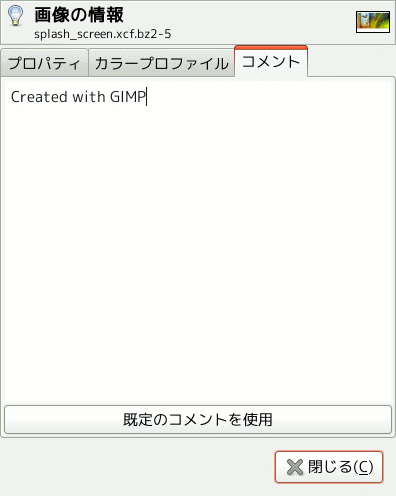 画像の情報
splash_screen.xcf.bz2-5
プロパティ カラープロファイル コメント
Created with GIMP
既定のコメントを使用
閉じる(C)